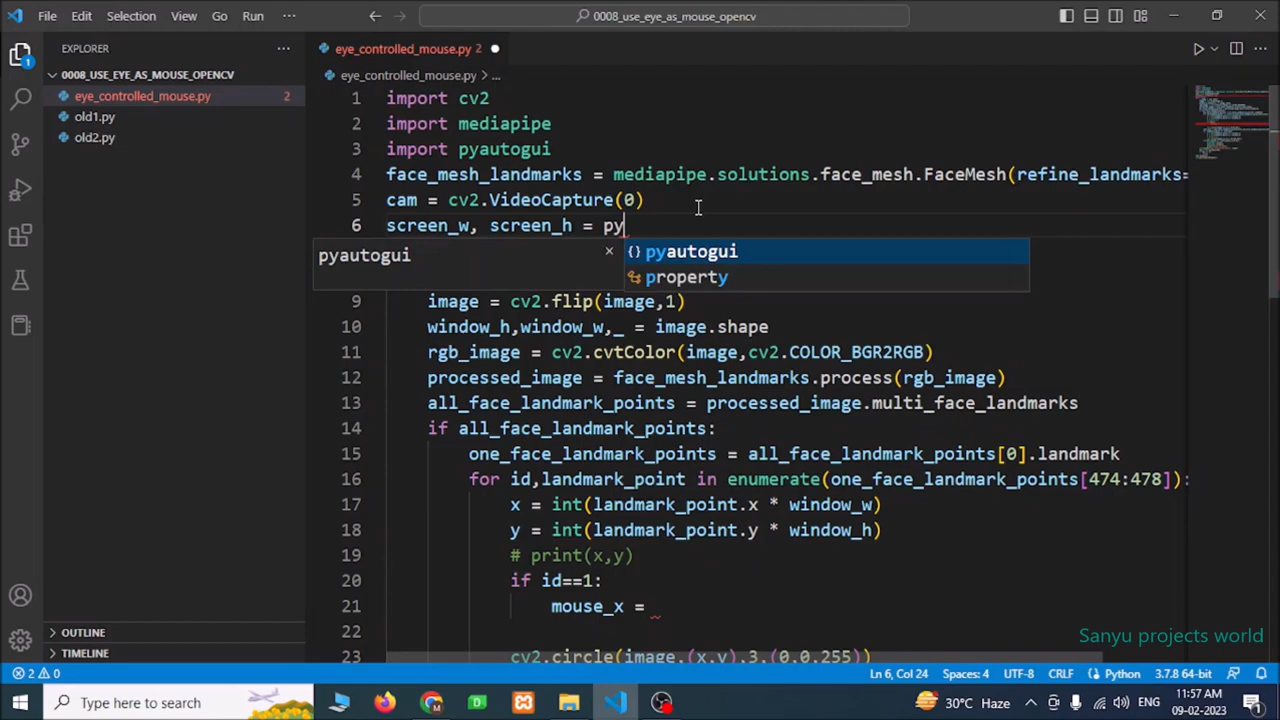 File Edit Selection View Go Run ··· 0008_use_eye_as_mouse_opencv
EXPLORER ···
0008_USE_EYE_AS_MOUSE_OPENCV
eye_controlled_mouse.py 2
old1.py
old2.py
OUTLINE
TIMELINE
eye_controlled_mouse.py 2
eye_controlled_mouse.py > ...
1 import cv2
2 import mediapipe
3 import pyautogui
4 face_mesh_landmarks = mediapipe.solutions.face_mesh.FaceMesh(refine_landmarks=
5 cam = cv2.VideoCapture(0)
6 screen_w, screen_h = py
pyautogui
pyautogui
property
9 image = cv2.flip(image,1)
10 window_h,window_w,_ = image.shape
11 rgb_image = cv2.cvtColor(image,cv2.COLOR_BGR2RGB)
12 processed_image = face_mesh_landmarks.process(rgb_image)
13 all_face_landmark_points = processed_image.multi_face_landmarks
14 if all_face_landmark_points:
15 one_face_landmark_points = all_face_landmark_points[0].landmark
16 for id,landmark_point in enumerate(one_face_landmark_points[474:478]):
17 x = int(landmark_point.x * window_w)
18 y = int(landmark_point.y * window_h)
19 # print(x,y)
20 if id==1:
21 mouse_x =
22
23 cv2.circle(image,(x,y),3,(0,0,255))
Sanyu projects world
2 0 Ln 6, Col 24 Spaces: 4 UTF-8 CRLF Python 3.7.8 64-bit
Type here to search 30°C Haze 11:57 AM
09-02-2023